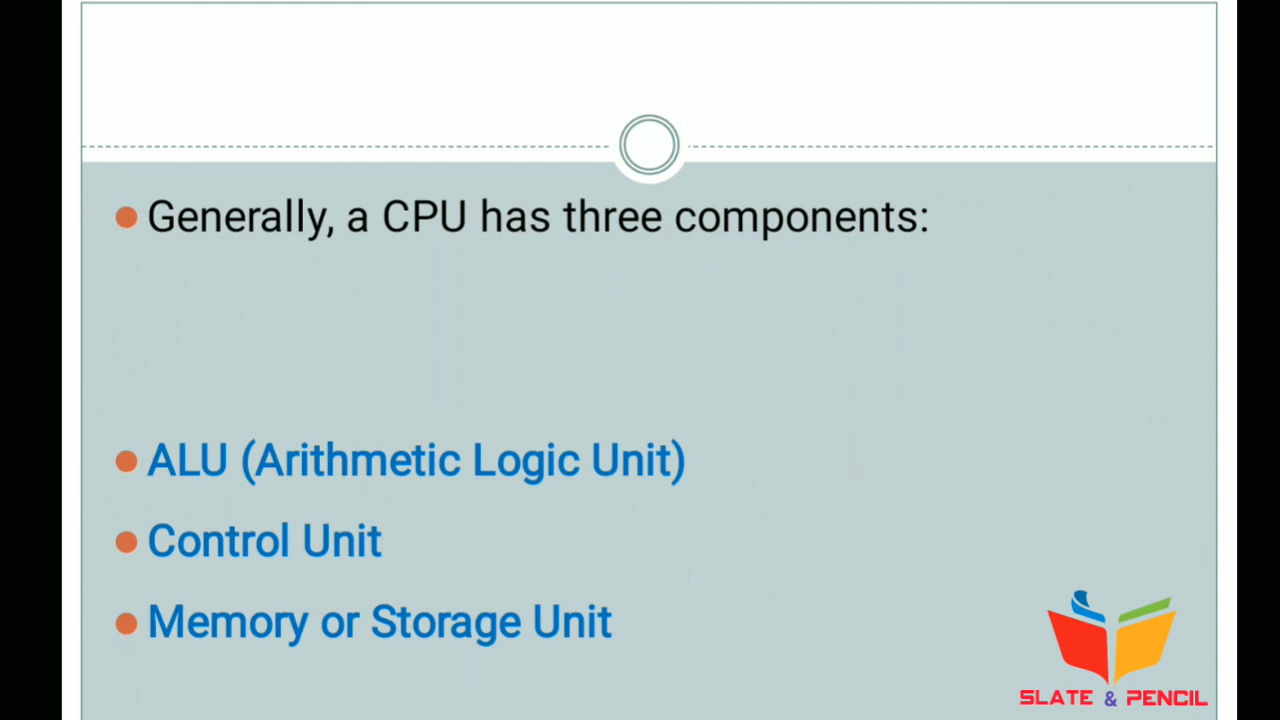 Generally, a CPU has three components:
ALU (Arithmetic Logic Unit)
Control Unit
Memory or Storage Unit
SLATE & PENCIL